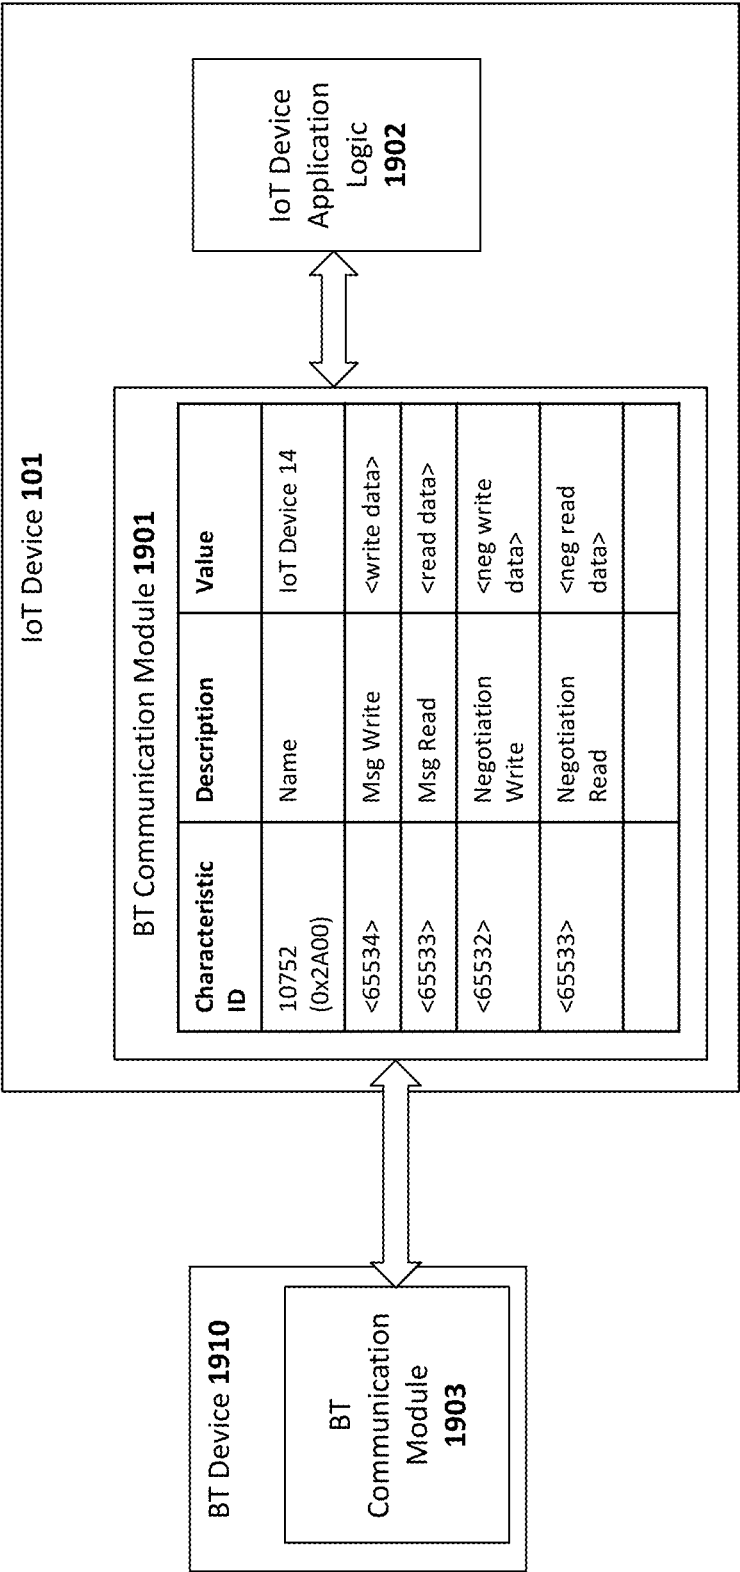 IoT Device 101
BT Device 1910
BT
Communication
Module
1903
BT Communication Module 1901
Characteristic
ID
Description
Value
10752
(0x2A00)
Name
IoT Device 14
<65534>
Msg Write
<write data>
<65533>
Msg Read
<read data>
<65532>
Negotiation
Write
<neg write
data>
<65533>
Negotiation
Read
<neg read
data>
IoT Device
Application
Logic
1902